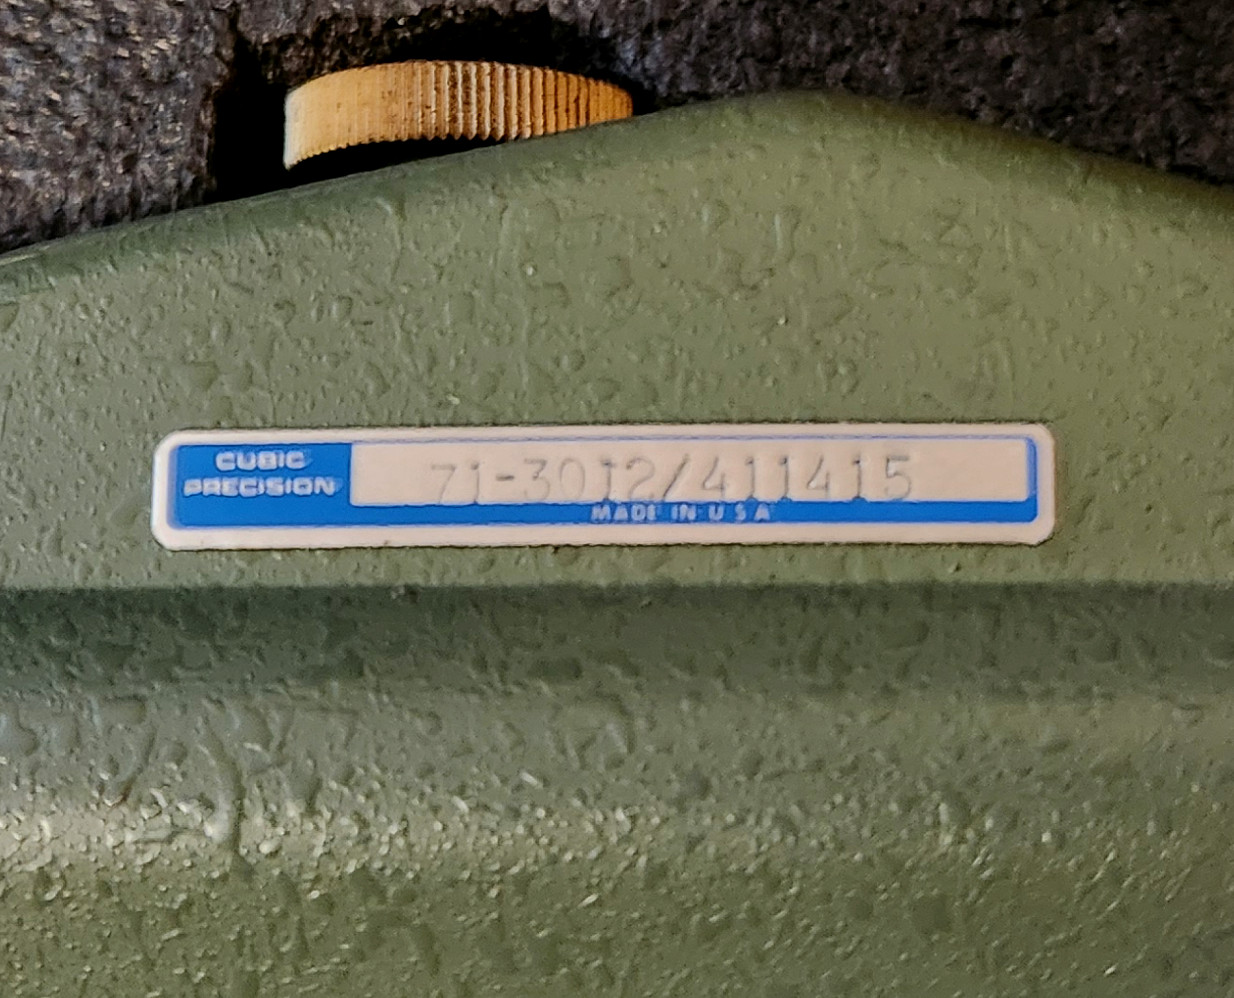 CUBIC
PRECISION
71-3012/411415
MADE IN U S A